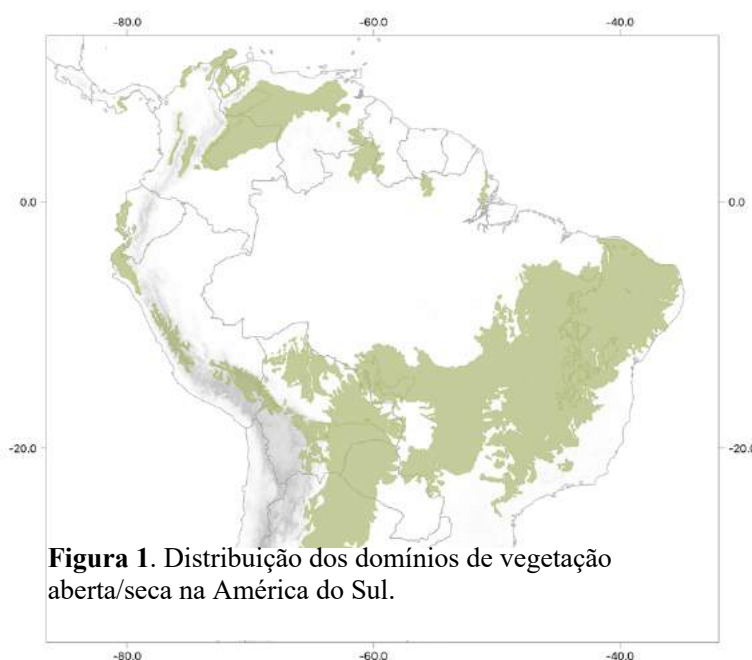 -80.0 -60.0 -40.0
0.0 0.0
-20.0 -20.0
Figura 1. Distribuição dos domínios de vegetação
aberta/seca na América do Sul.
-80.0 -60.0 -40.0